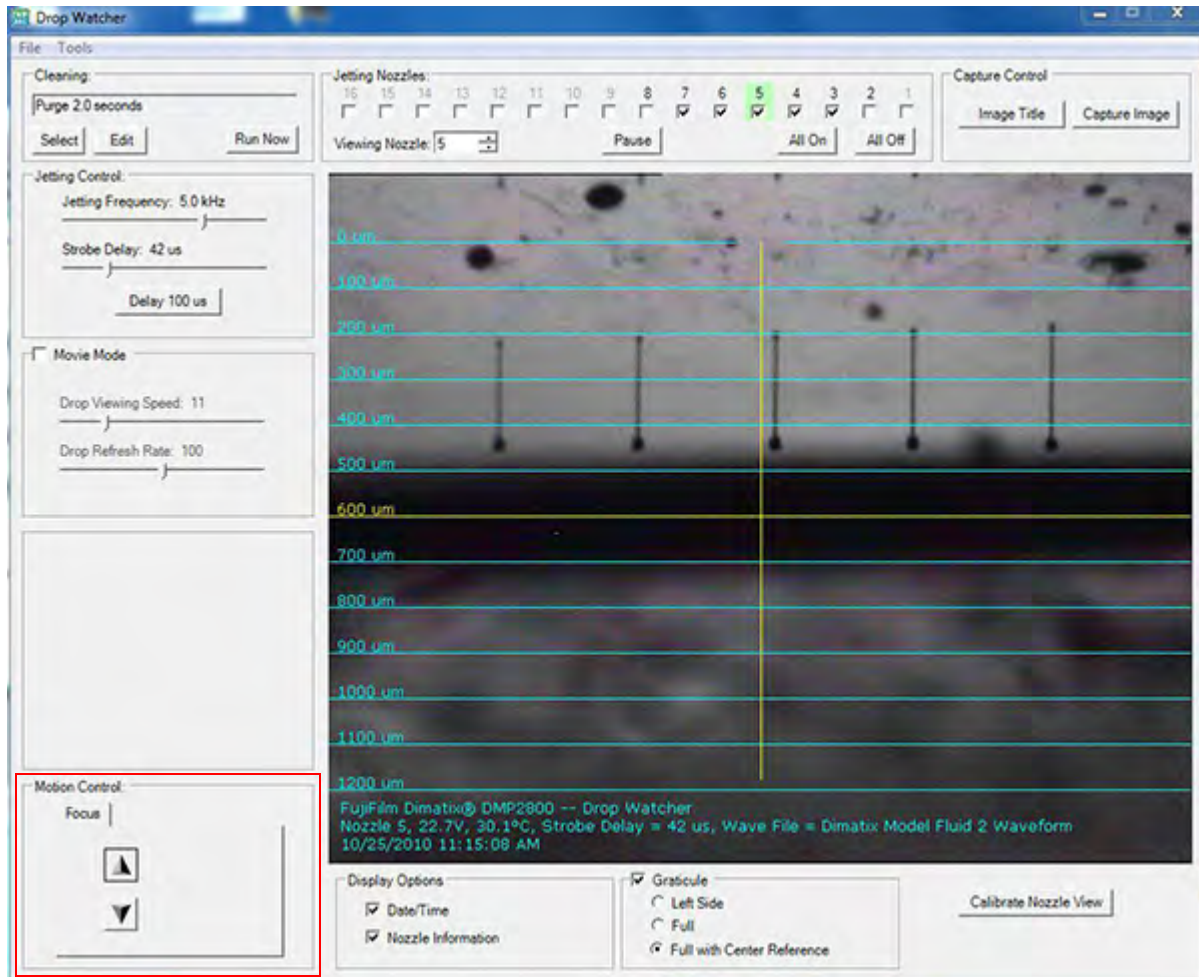 Drop Watcher
File Tools
Cleaning:
Purge 2.0 seconds
Select Edit Run Now
Jetting Nozzles:
16 15 14 13 12 11 10 9 8 7 6 5 4 3 2 1
Viewing Nozzle: 5 Pause All On All Off
Capture Control
Image Title Capture Image
Jetting Control:
Jetting Frequency: 5.0 kHz
Strobe Delay: 42 us
Delay 100 us
Movie Mode
Drop Viewing Speed: 11
Drop Refresh Rate: 100
0 um
100 um
200 um
300 um
400 um
500 um
600 um
700 um
800 um
900 um
1000 um
1100 um
1200 um
FujiFilm Dimatix® DMP2800 -- Drop Watcher
Nozzle 5, 22.7V, 30.1ºC, Strobe Delay = 42 us, Wave File = Dimatix Model Fluid 2 Waveform
10/25/2010 11:15:08 AM
Motion Control:
Focus
Display Options
Date/Time
Nozzle Information
Graticule
Left Side
Full
Full with Center Reference
Calibrate Nozzle View